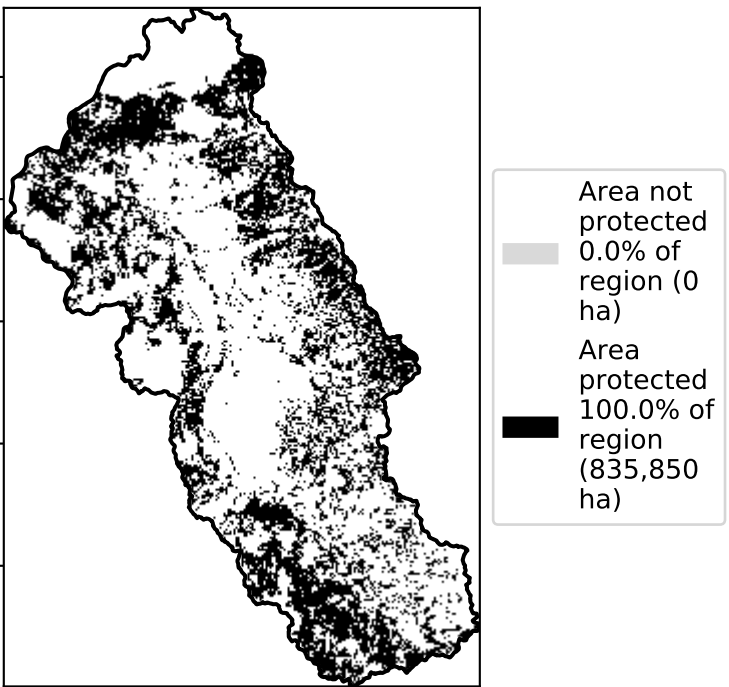 Area not
protected
0.0% of
region (0
ha)
Area
protected
100.0% of
region
(835,850
ha)